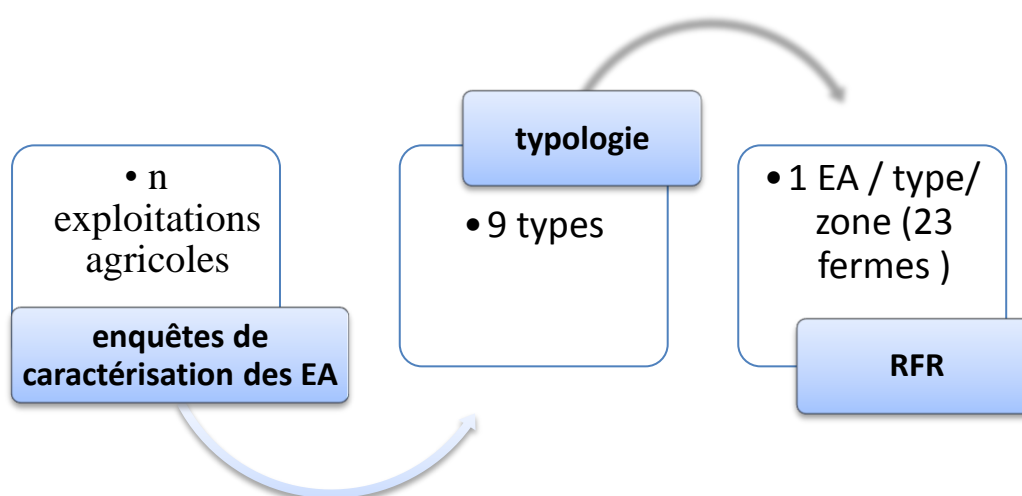 • n
exploitations
agricoles
enquêtes de
caractérisation des EA
typologie
• 9 types
• 1 EA / type/
zone (23
fermes )
RFR